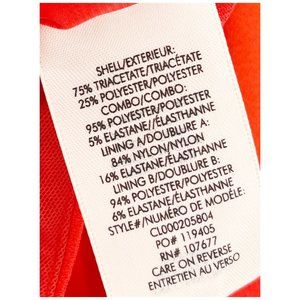 SHELL/EXTERIEUR:
75% TRIACETATE/TRIACÉTATE
25% POLYESTER/POLYESTER
COMBO/COMBO:
95% POLYESTER/POLYESTER
5% ELASTANE//ÉLASTHANNE
LINING A/DOUBLURE A:
84% NYLON/NYLON
16% ELASTANE/ÉLASTHANNE
LINING B/DOUBLURE B:
94% POLYESTER/POLYESTER
6% ELASTANE/ÉLASTHANNE
STYLE#/NUMÉRO DE MODÈLE:
CL000205804
PO# 119405
RN# 107677
CARE ON REVERSE
ENTRETIEN AU VERSO